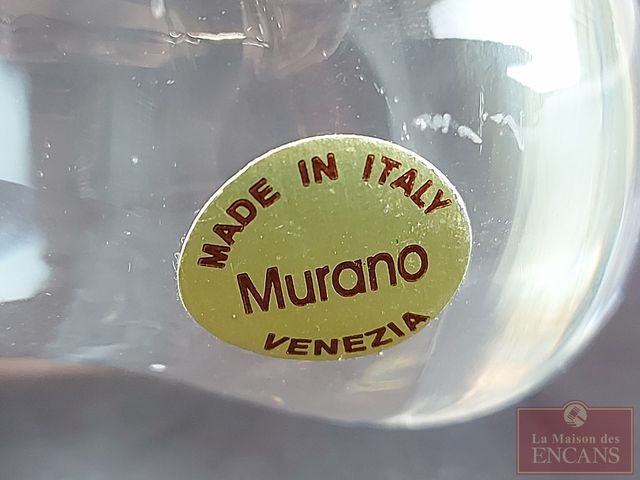 MADE IN ITALY
Murano
VENEZIA
La Maison des
ENCANS